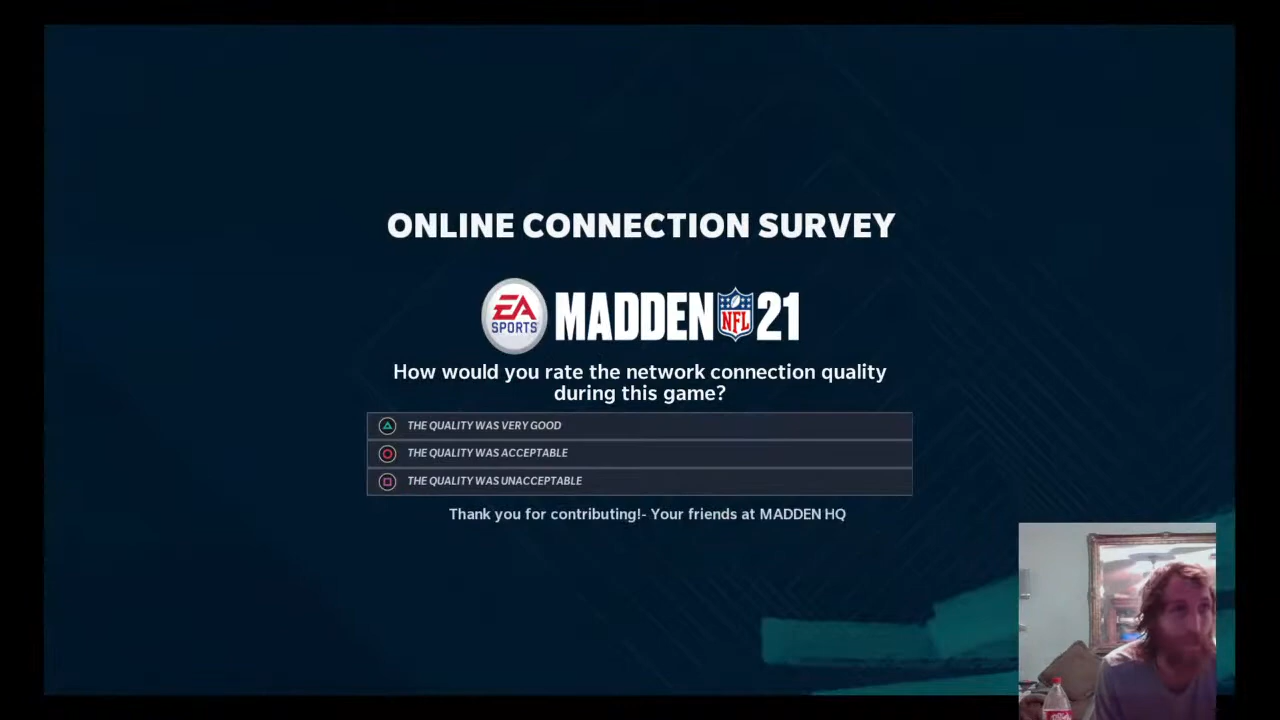 ONLINE CONNECTION SURVEY
EA
SPORTS
MADDEN NFL 21
How would you rate the network connection quality
during this game?
THE QUALITY WAS VERY GOOD
THE QUALITY WAS ACCEPTABLE
THE QUALITY WAS UNACCEPTABLE
Thank you for contributing!- Your friends at MADDEN HQ